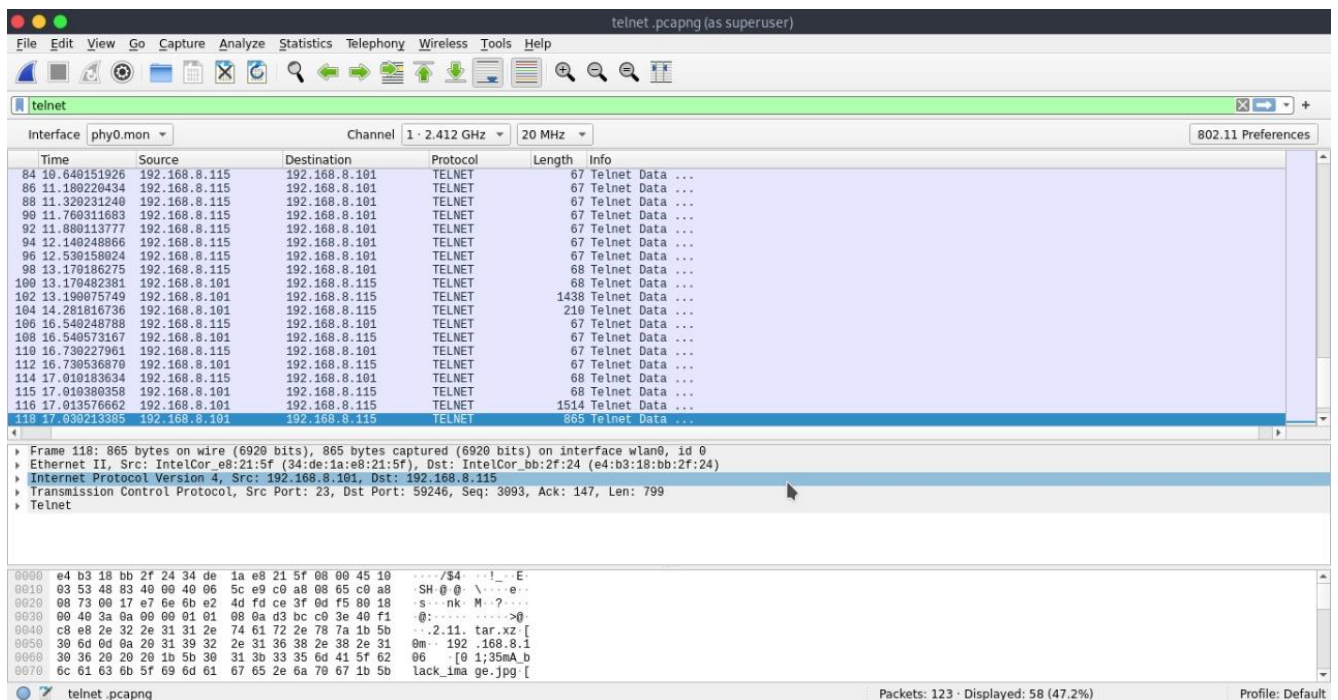 telnet .pcapng (as superuser)
File Edit View Go Capture Analyze Statistics Telephony Wireless Tools Help
telnet
Interface phy0.mon Channel 1 · 2.412 GHz 20 MHz 802.11 Preferences
Time Source Destination Protocol Length Info
84 10.640151926 192.168.8.115 192.168.8.101 TELNET 67 Telnet Data ...
86 11.180220434 192.168.8.115 192.168.8.101 TELNET 67 Telnet Data ...
88 11.320231240 192.168.8.115 192.168.8.101 TELNET 67 Telnet Data ...
90 11.760311683 192.168.8.115 192.168.8.101 TELNET 67 Telnet Data ...
92 11.880113777 192.168.8.115 192.168.8.101 TELNET 67 Telnet Data ...
94 12.140248866 192.168.8.115 192.168.8.101 TELNET 67 Telnet Data ...
96 12.530158024 192.168.8.115 192.168.8.101 TELNET 67 Telnet Data ...
98 13.170186275 192.168.8.115 192.168.8.101 TELNET 68 Telnet Data ...
100 13.170482381 192.168.8.101 192.168.8.115 TELNET 68 Telnet Data ...
102 13.190075749 192.168.8.101 192.168.8.115 TELNET 1438 Telnet Data ...
104 14.281816736 192.168.8.101 192.168.8.115 TELNET 210 Telnet Data ...
106 16.540248788 192.168.8.115 192.168.8.101 TELNET 67 Telnet Data ...
108 16.540573167 192.168.8.101 192.168.8.115 TELNET 67 Telnet Data ...
110 16.730227961 192.168.8.115 192.168.8.101 TELNET 67 Telnet Data ...
112 16.730536870 192.168.8.101 192.168.8.115 TELNET 67 Telnet Data ...
114 17.010183634 192.168.8.115 192.168.8.101 TELNET 68 Telnet Data ...
115 17.010380358 192.168.8.101 192.168.8.115 TELNET 68 Telnet Data ...
116 17.013576662 192.168.8.101 192.168.8.115 TELNET 1514 Telnet Data ...
118 17.030213385 192.168.8.101 192.168.8.115 TELNET 865 Telnet Data ...
Frame 118: 865 bytes on wire (6920 bits), 865 bytes captured (6920 bits) on interface wlan0, id 0
Ethernet II, Src: IntelCor_e8:21:5f (34:de:1a:e8:21:5f), Dst: IntelCor_bb:2f:24 (e4:b3:18:bb:2f:24)
Internet Protocol Version 4, Src: 192.168.8.101, Dst: 192.168.8.115
Transmission Control Protocol, Src Port: 23, Dst Port: 59246, Seq: 3093, Ack: 147, Len: 799
Telnet
0000 e4 b3 18 bb 2f 24 34 de 1a e8 21 5f 08 00 45 10 ····/$4· ··!_··E·
0010 03 53 48 83 40 00 40 06 5c e9 c0 a8 08 65 c0 a8 ·SH·@·@· \····e··
0020 08 73 00 17 e7 6e 6b e2 4d fd ce 3f 0d f5 80 18 ·s···nk· M··?····
0030 00 40 3a 0a 00 00 01 01 08 0a d3 bc c0 3e 40 f1 ·@:····· ·····>@·
0040 c8 e8 2e 32 2e 31 31 2e 74 61 72 2e 78 7a 1b 5b ··.2.11. tar.xz·[
0050 30 6d 0d 0a 20 31 39 32 2e 31 36 38 2e 38 2e 31 0m·· 192 .168.8.1
0060 30 36 20 20 20 1b 5b 30 31 3b 33 35 6d 41 5f 62 06 ·[0 1;35mA_b
0070 6c 61 63 6b 5f 69 6d 61 67 65 2e 6a 70 67 1b 5b lack_ima ge.jpg·[
telnet .pcapng Packets: 123 · Displayed: 58 (47.2%) Profile: Default